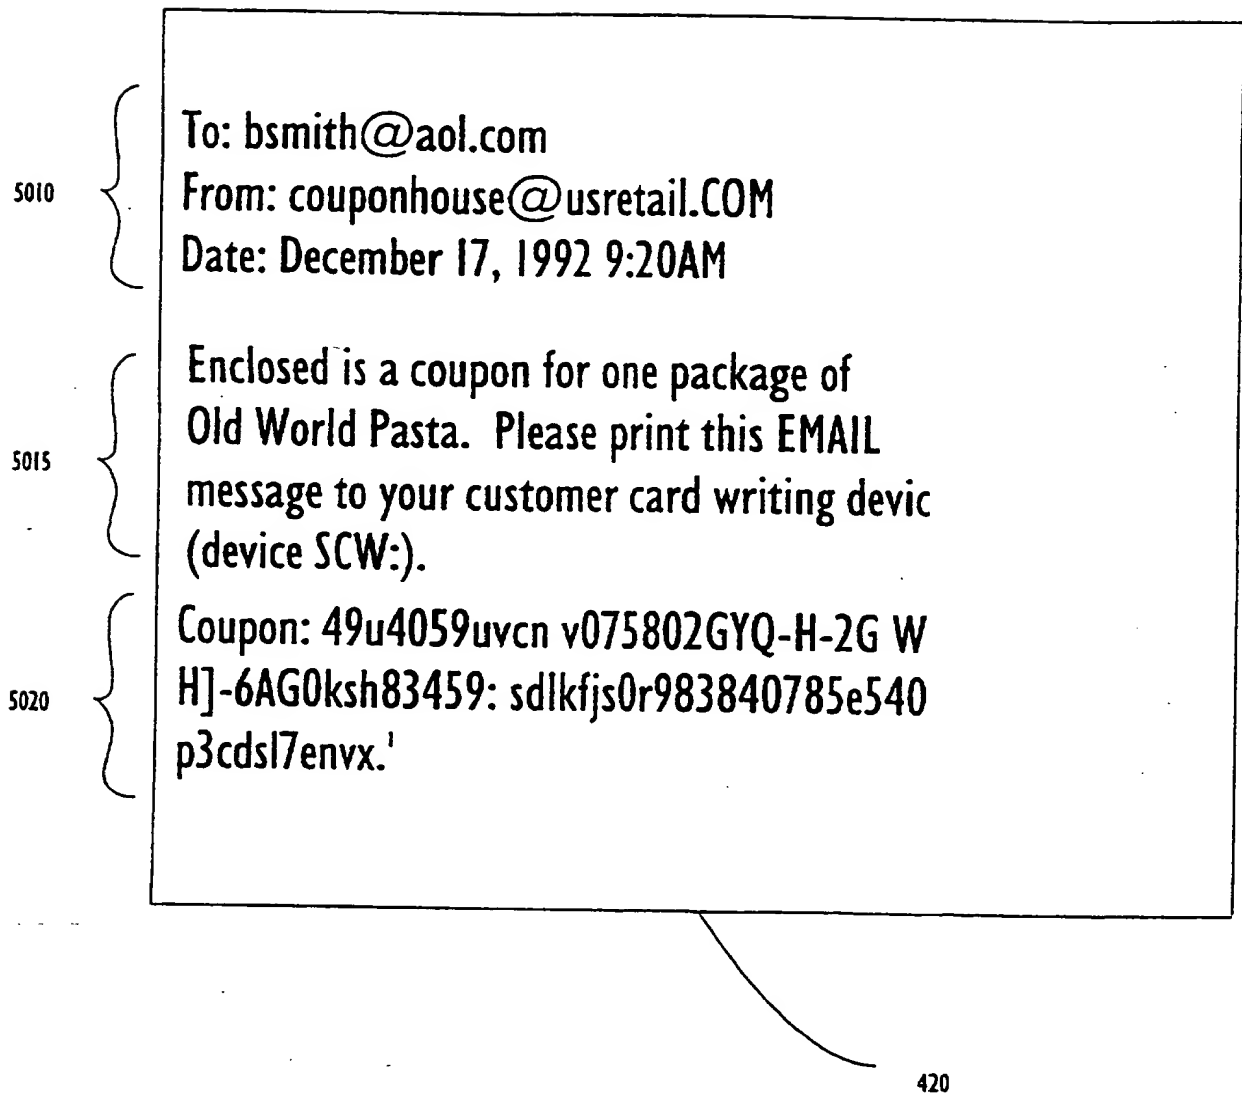 To: bsmith@aol.com
5010
From: couponhouse@usretail.COM
Date: December 17, 1992 9:20AM
Enclosed is a coupon for one package of
Old World Pasta. Please print this EMAIL
5015
message to your customer card writing devic
(device SCW:).
Coupon: 49u4059uvcn v075802GYQ-H-2G W
H]-6AG0ksh83459: sdlkfjs0r983840785e540
5020
p3cdsl7envx.'
420